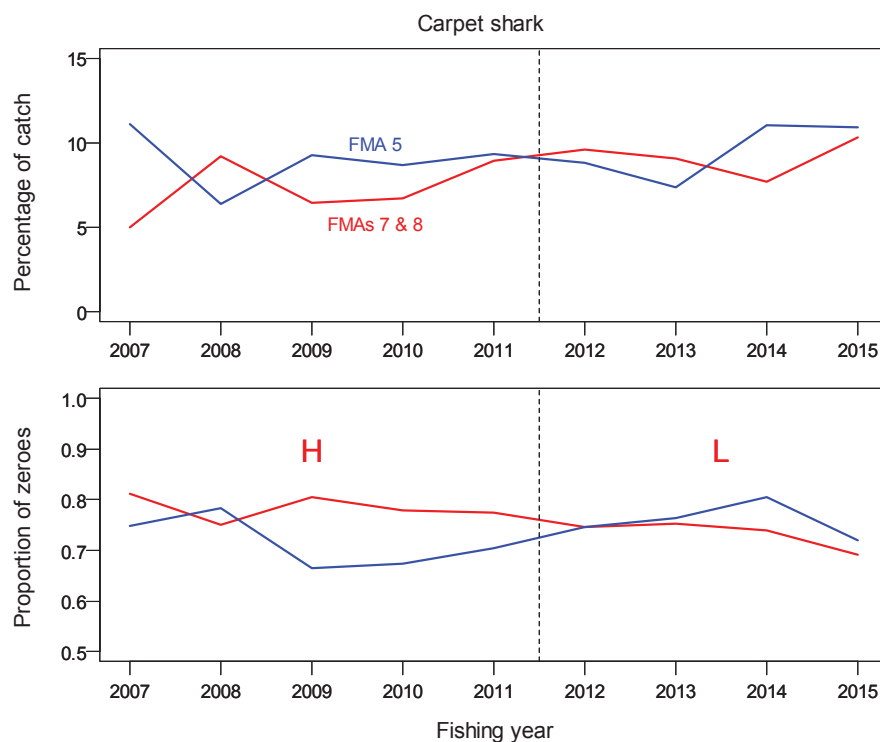 Carpet shark
Percentage of catch
15
10
5
0
FMA 5
FMAs 7 & 8
2007 2008 2009 2010 2011 2012 2013 2014 2015
Proportion of zeroes
1.0
0.9
0.8
0.7
0.6
0.5
H L
2007 2008 2009 2010 2011 2012 2013 2014 2015
Fishing year